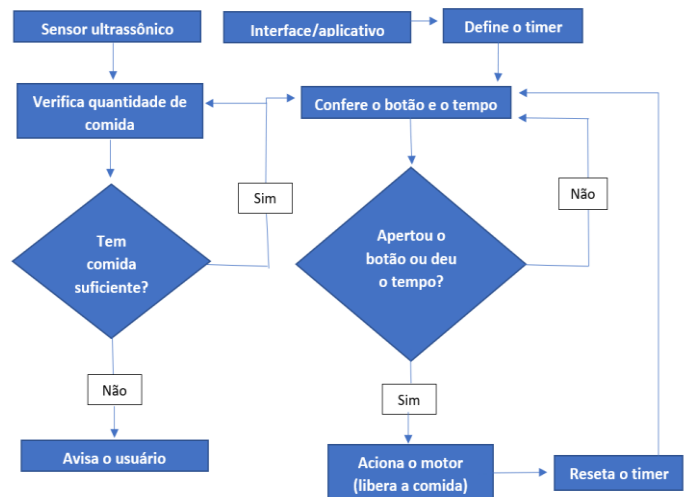 Sensor ultrassônico
Interface/aplicativo
Define o timer
Verifica quantidade de
comida
Confere o botão e o tempo
Sim
Não
Tem
comida
suficiente?
Apertou o
botão ou deu
o tempo?
Não
Sim
Avisa o usuário
Aciona o motor
(libera a comida)
Reseta o timer